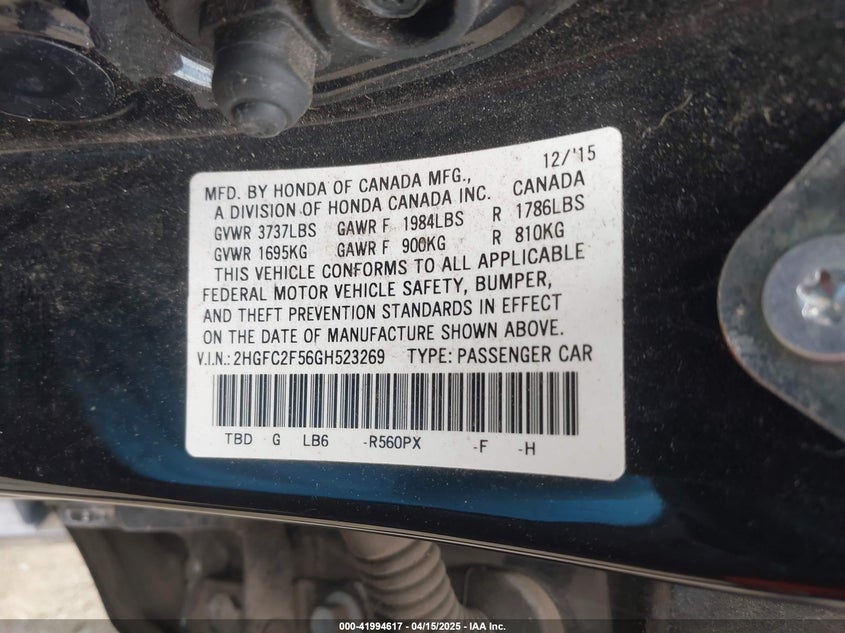 12/'15
MFD. BY HONDA OF CANADA MFG.,
A DIVISION OF HONDA CANADA INC. CANADA
GVWR 3737LBS GAWR F 1984LBS R 1786LBS
GVWR 1695KG GAWR F 900KG R 810KG
THIS VEHICLE CONFORMS TO ALL APPLICABLE
FEDERAL MOTOR VEHICLE SAFETY, BUMPER,
AND THEFT PREVENTION STANDARDS IN EFFECT
ON THE DATE OF MANUFACTURE SHOWN ABOVE.
V.I.N.: 2HGFC2F56GH523269 TYPE: PASSENGER CAR
TBD G LB6 -R560PX -F -H
000-41994617 - 04/15/2025 - IAA Inc.